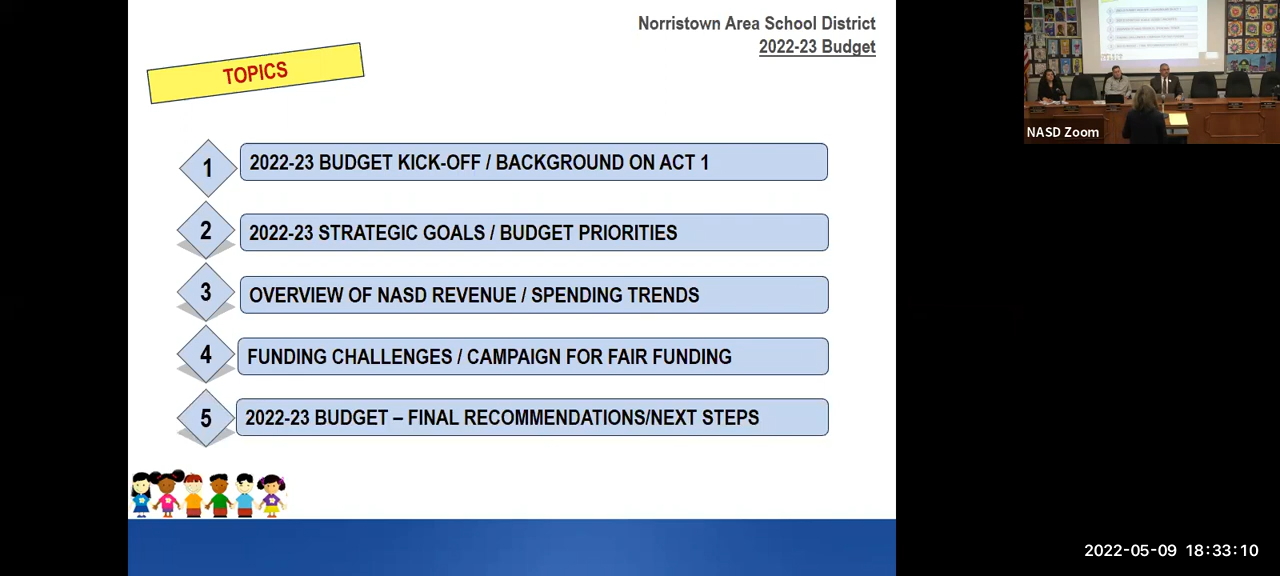 Norristown Area School District
2022-23 Budget
TOPICS
1 2022-23 BUDGET KICK-OFF / BACKGROUND ON ACT 1
2 2022-23 STRATEGIC GOALS / BUDGET PRIORITIES
3 OVERVIEW OF NASD REVENUE / SPENDING TRENDS
4 FUNDING CHALLENGES / CAMPAIGN FOR FAIR FUNDING
5 2022-23 BUDGET – FINAL RECOMMENDATIONS/NEXT STEPS
NASD Zoom
2022-05-09 18:33:10